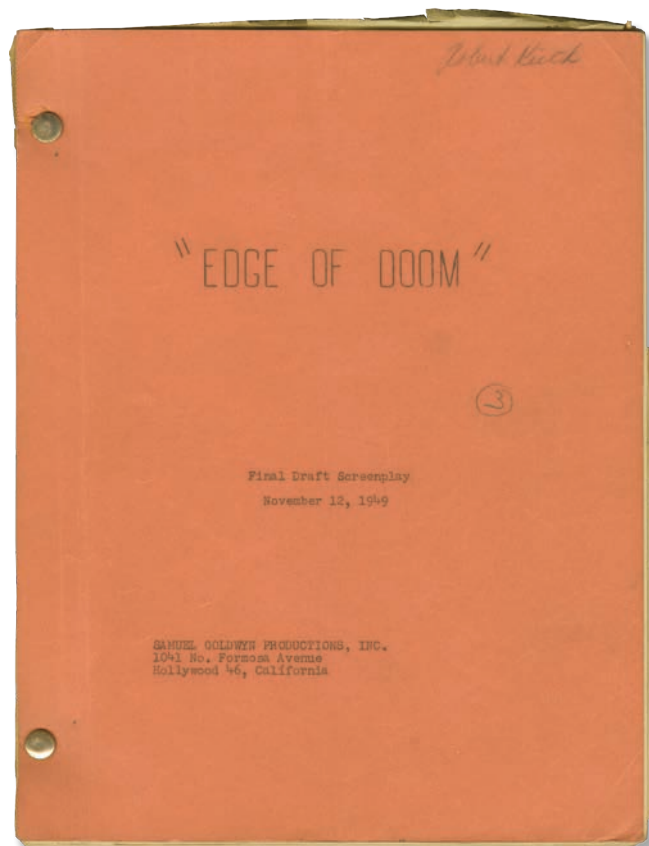 Robert Keith
"EDGE OF DOOM"
3
Final Draft Screenplay
November 12, 1949
SAMUEL GOLDWYN PRODUCTIONS, INC.
1041 No. Formosa Avenue
Hollywood 46, California